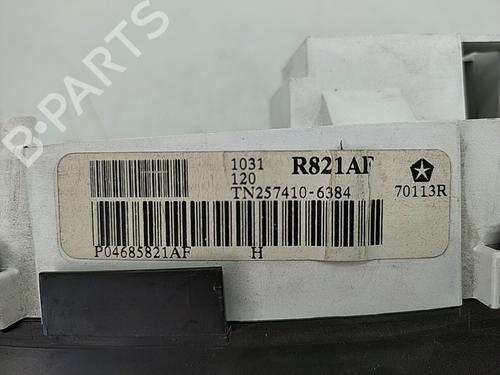 B-PARTS
1031 R821AF
120
TN257410-6384 70113R
P04685821AF H